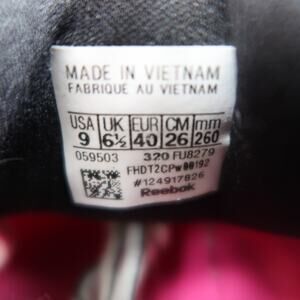 MADE IN VIETNAM
FABRIQUE AU VIETNAM
USA UK EUR CM mm
9 6½ 40 26 260
059503 320 FU8279
FHDT2CPW00192
#124917826
Reebok